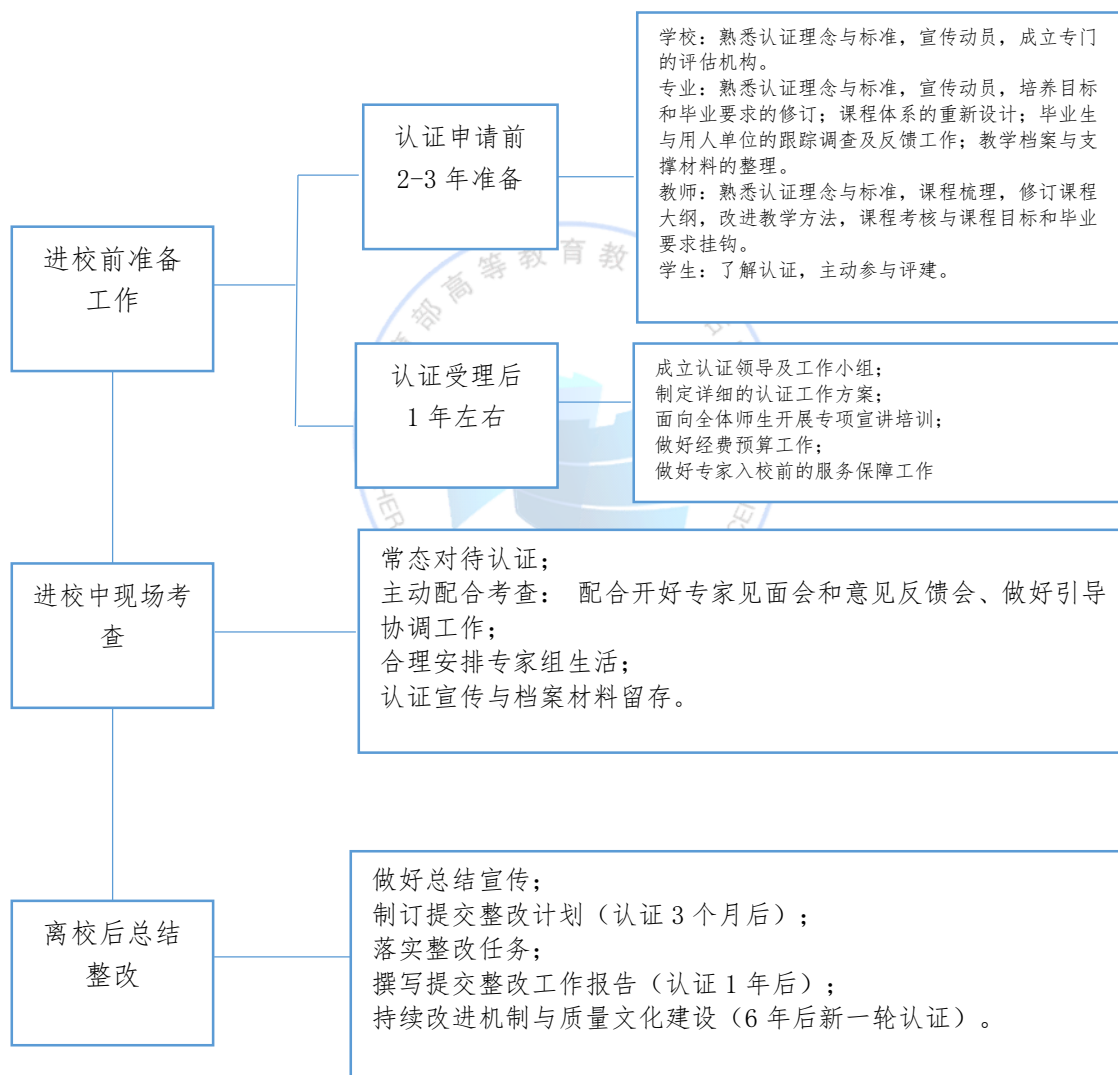 学校：熟悉认证理念与标准，宣传动员，成立专门
的评估机构。
专业：熟悉认证理念与标准，宣传动员，培养目标
和毕业要求的修订；课程体系的重新设计；毕业生
与用人单位的跟踪调查及反馈工作；教学档案与支
撑材料的整理。
教师：熟悉认证理念与标准，课程梳理，修订课程
大纲，改进教学方法，课程考核与课程目标和毕业
要求挂钩。
学生：了解认证，主动参与评建。
认证申请前
2-3 年准备
进校前准备
工作
部高等教育教
认证受理后
1 年左右
成立认证领导及工作小组；
制定详细的认证工作方案；
面向全体师生开展专项宣讲培训；
做好经费预算工作；
做好专家入校前的服务保障工作
进校中现场考
查
常态对待认证；
主动配合考查： 配合开好专家见面会和意见反馈会、做好引导
协调工作；
合理安排专家组生活；
认证宣传与档案材料留存。
离校后总结
整改
做好总结宣传；
制订提交整改计划（认证 3 个月后）；
落实整改任务；
撰写提交整改工作报告（认证 1 年后）；
持续改进机制与质量文化建设（6 年后新一轮认证）。